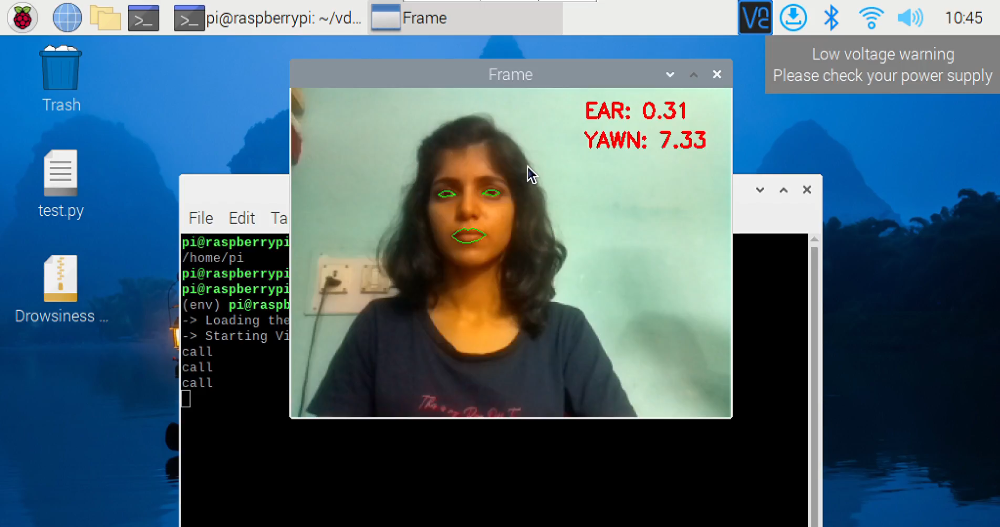 pi@raspberrypi: ~/vd...
Frame
V2
10:45
Low voltage warning
Please check your power supply
Trash
test.py
Drowsiness ...
Frame
EAR: 0.31
YAWN: 7.33
File Edit Ta
pi@raspberrypi
/home/pi
pi@raspberrypi
pi@raspberrypi
(env) pi@raspb
-> Loading the
-> Starting Vi
call
call
call